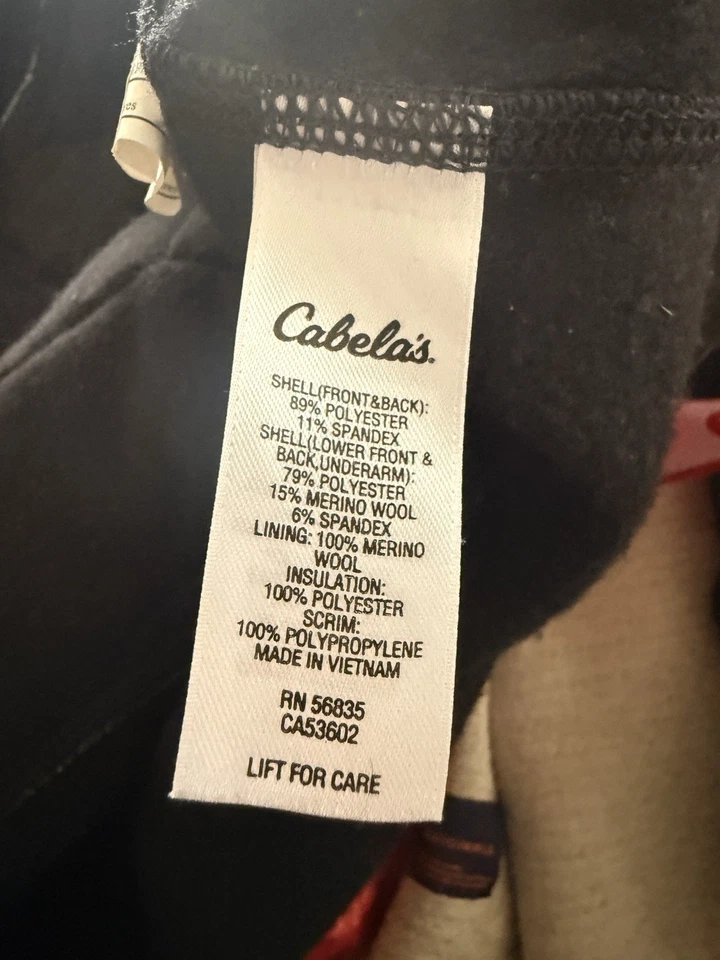 Cabela's.
SHELL(FRONT&BACK):
89% POLYESTER
11% SPANDEX
SHELL(LOWER FRONT &
BACK,UNDERARM):
79% POLYESTER
15% MERINO WOOL
6% SPANDEX
LINING: 100% MERINO
WOOL
INSULATION:
100% POLYESTER
SCRIM:
100% POLYPROPYLENE
MADE IN VIETNAM
RN 56835
CA53602
LIFT FOR CARE